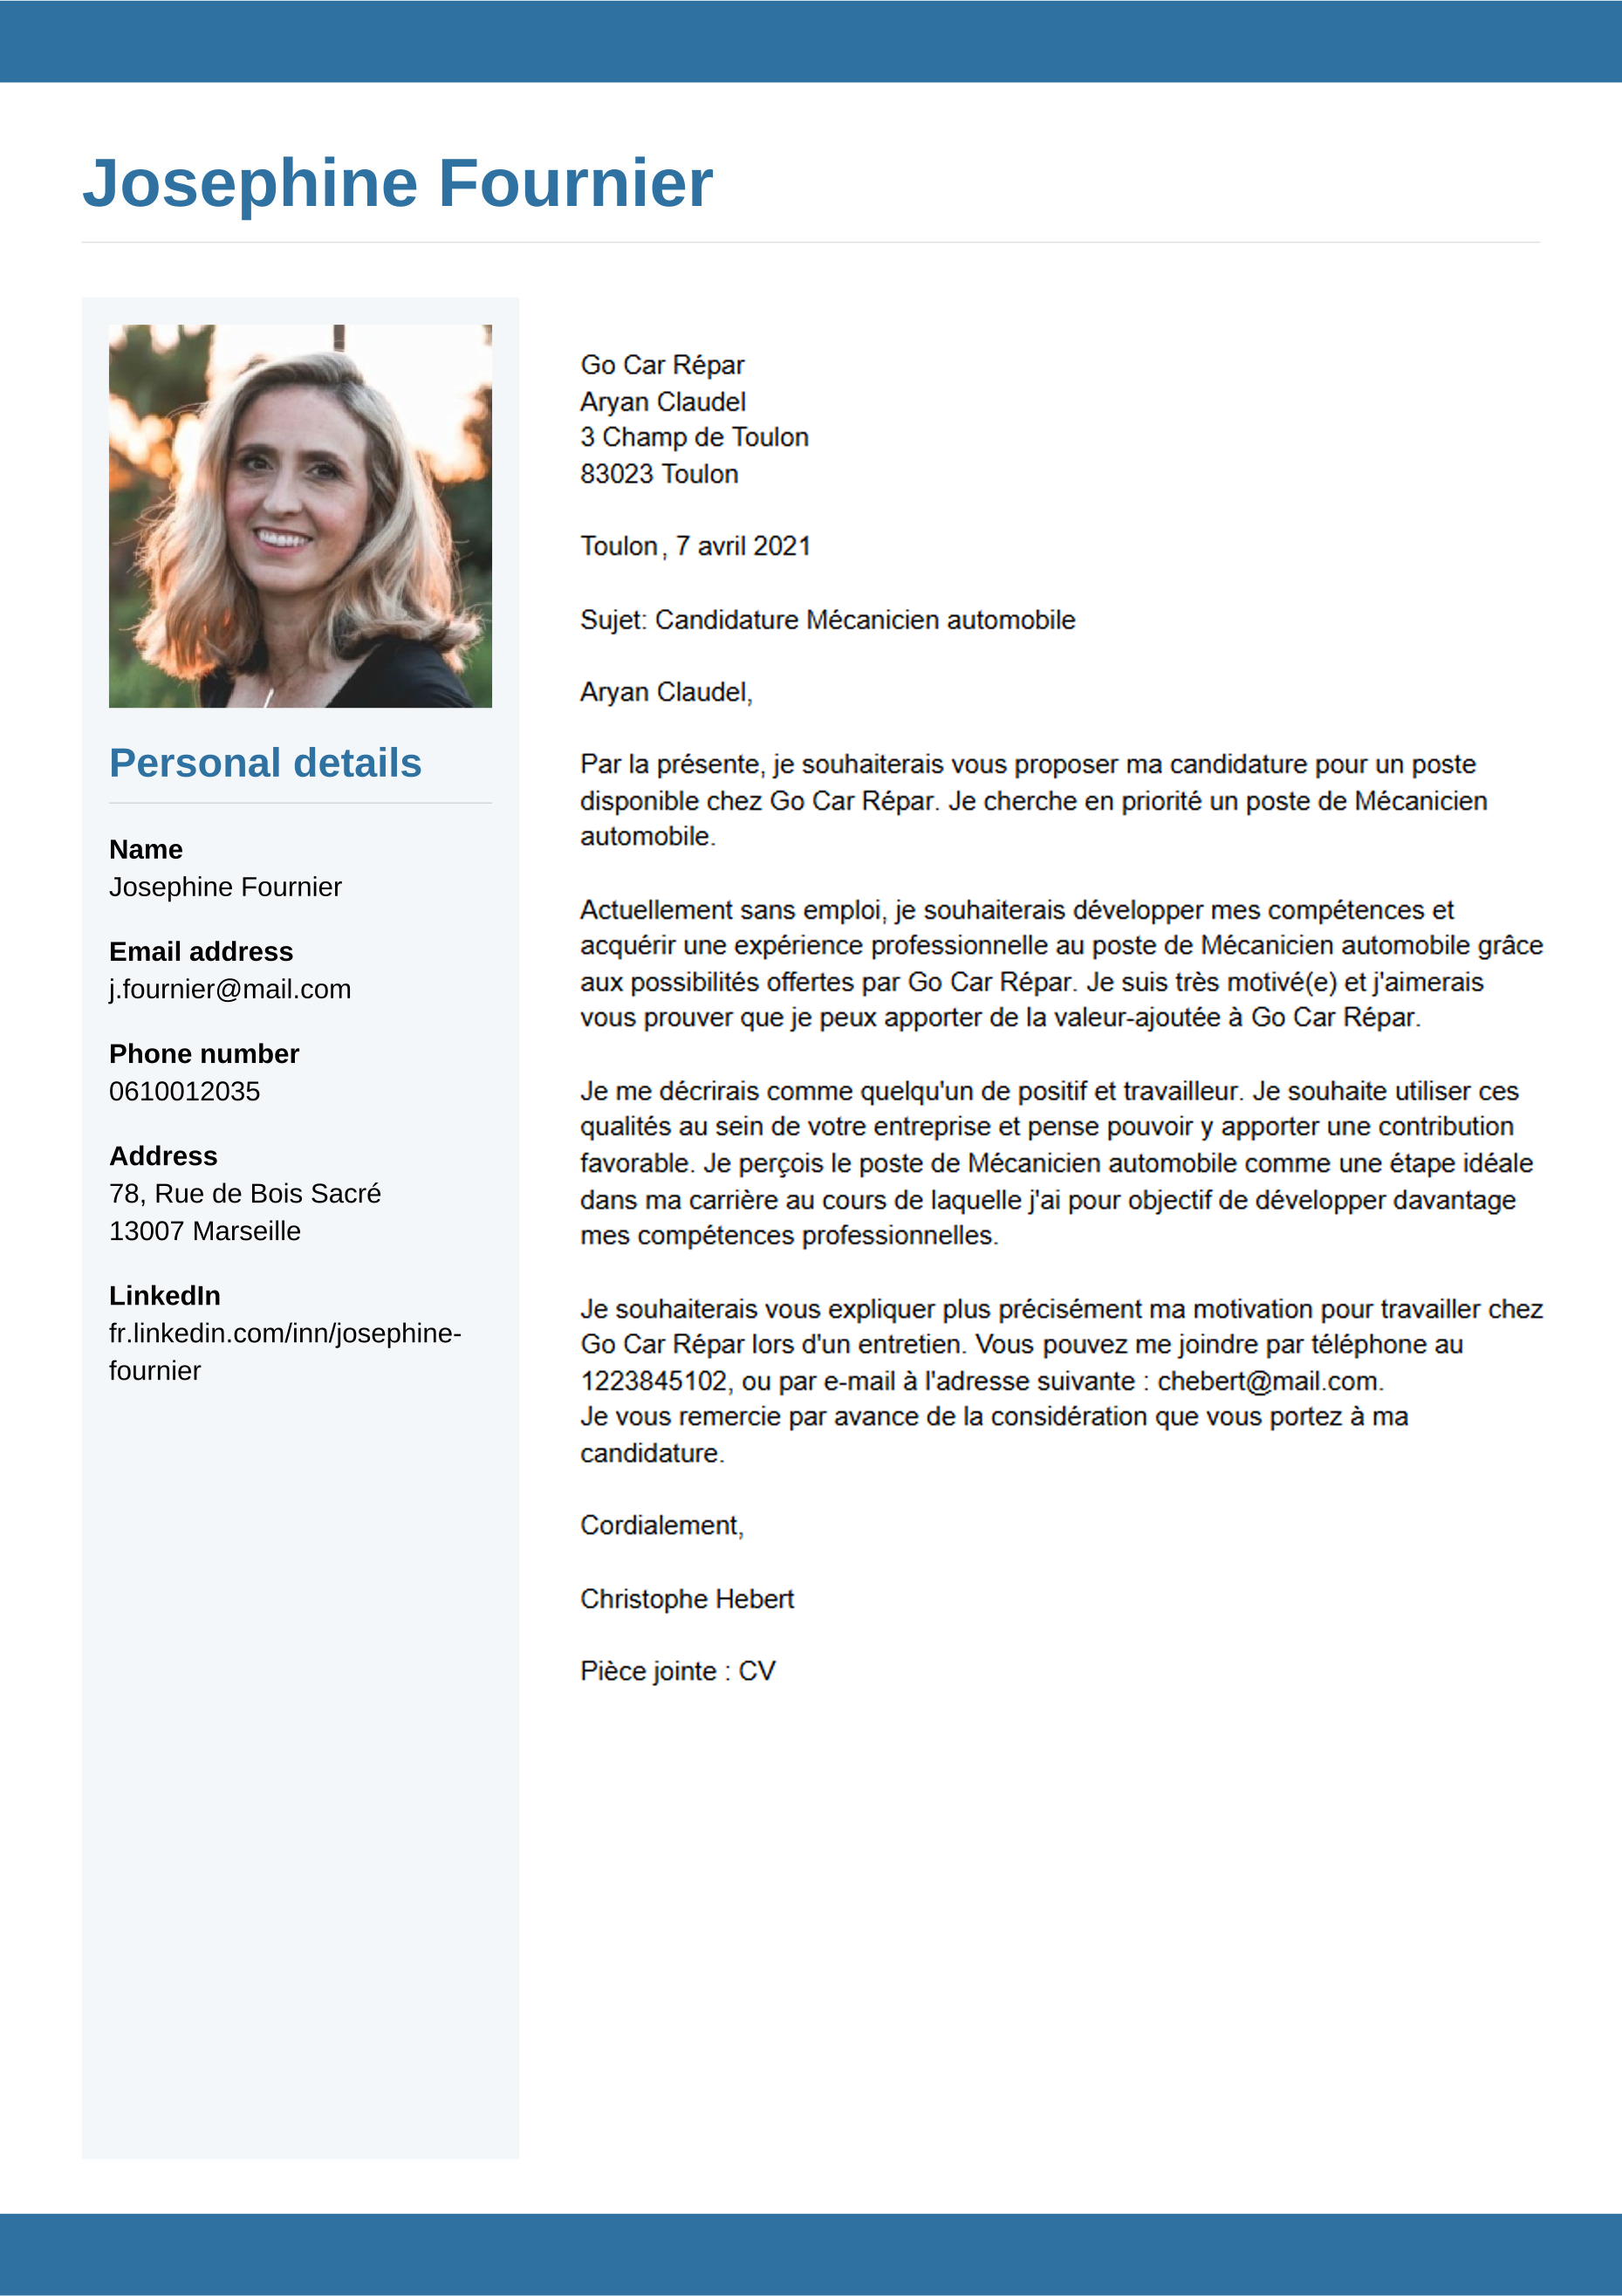 Josephine Fournier
Personal details
Name
Josephine Fournier
Email address
j.fournier@mail.com
Phone number
0610012035
Address
78, Rue de Bois Sacré
13007 Marseille
LinkedIn
fr.linkedin.com/inn/josephine-
fournier
Go Car Répar
Aryan Claudel
3 Champ de Toulon
83023 Toulon
Toulon, 7 avril 2021
Sujet: Candidature Mécanicien automobile
Aryan Claudel,
Par la présente, je souhaiterais vous proposer ma candidature pour un poste
disponible chez Go Car Répar. Je cherche en priorité un poste de Mécanicien
automobile.
Actuellement sans emploi, je souhaiterais développer mes compétences et
acquérir une expérience professionnelle au poste de Mécanicien automobile grâce
aux possibilités offertes par Go Car Répar. Je suis très motivé(e) et j'aimerais
vous prouver que je peux apporter de la valeur-ajoutée à Go Car Répar.
Je me décrirais comme quelqu'un de positif et travailleur. Je souhaite utiliser ces
qualités au sein de votre entreprise et pense pouvoir y apporter une contribution
favorable. Je perçois le poste de Mécanicien automobile comme une étape idéale
dans ma carrière au cours de laquelle j'ai pour objectif de développer davantage
mes compétences professionnelles.
Je souhaiterais vous expliquer plus précisément ma motivation pour travailler chez
Go Car Répar lors d'un entretien. Vous pouvez me joindre par téléphone au
1223845102, ou par e-mail à l'adresse suivante : chebert@mail.com.
Je vous remercie par avance de la considération que vous portez à ma
candidature.
Cordialement,
Christophe Hebert
Pièce jointe : CV